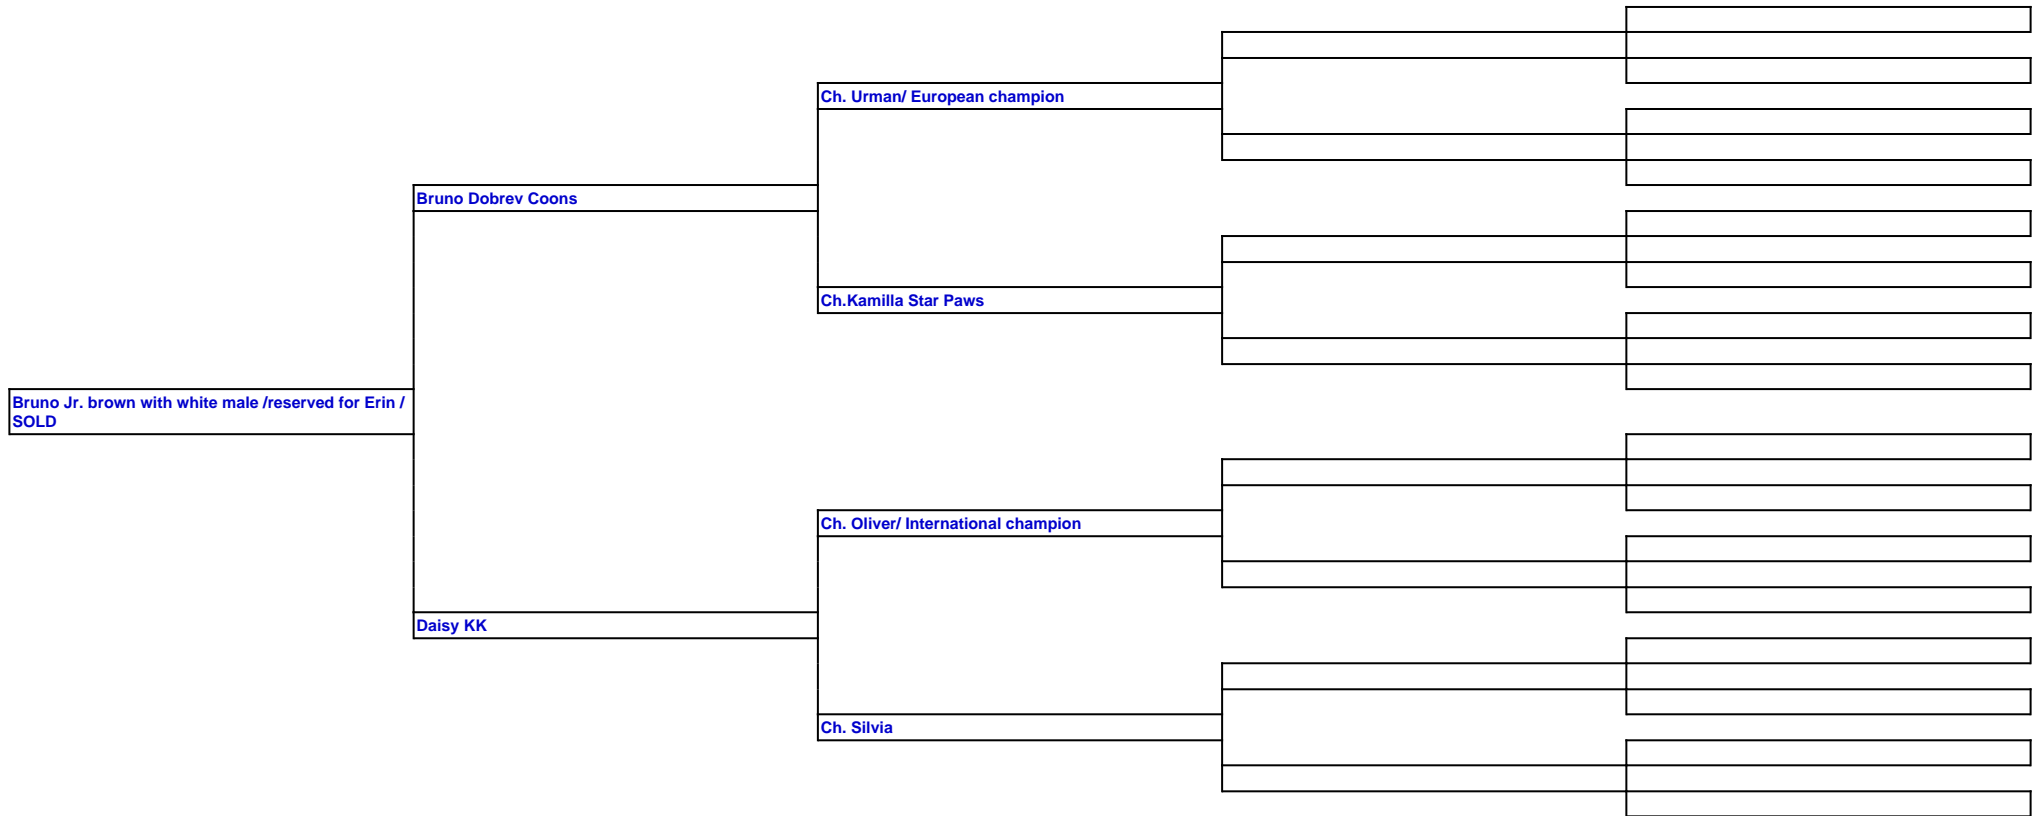 Ch. Urman/ European champion
Bruno Dobrev Coons
Ch.Kamilla Star Paws
Bruno Jr. brown with white male /reserved for Erin /
SOLD
Ch. Oliver/ International champion
Daisy KK
Ch. Silvia